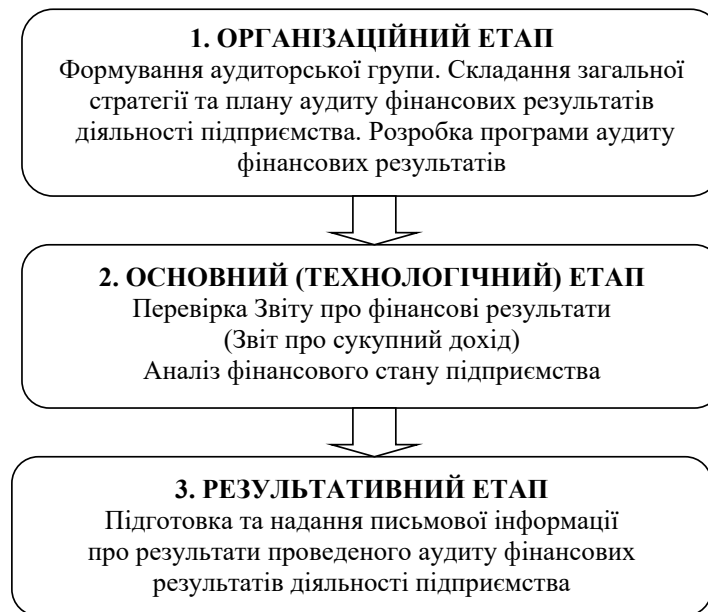 1. ОРГАНІЗАЦІЙНИЙ ЕТАП
Формування аудиторської групи. Складання загальної
стратегії та плану аудиту фінансових результатів
діяльності підприємства. Розробка програми аудиту
фінансових результатів
2. ОСНОВНИЙ (ТЕХНОЛОГІЧНИЙ) ЕТАП
Перевірка Звіту про фінансові результати
(Звіт про сукупний дохід)
Аналіз фінансового стану підприємства
3. РЕЗУЛЬТАТИВНИЙ ЕТАП
Підготовка та надання письмової інформації
про результати проведеного аудиту фінансових
результатів діяльності підприємства